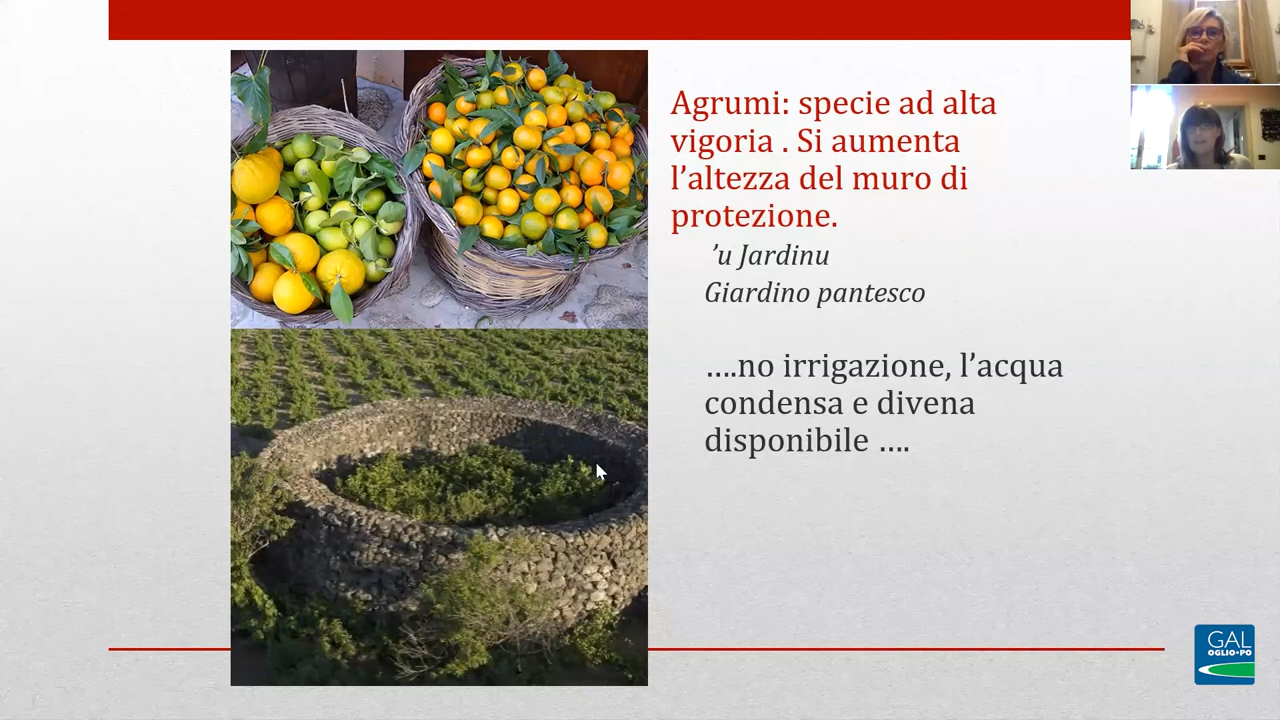 Agrumi: specie ad alta
vigoria . Si aumenta
l’altezza del muro di
protezione.
’u Jardinu
Giardino pantesco
….no irrigazione, l’acqua
condensa e divena
disponibile ….
GAL
OGLIO•PO